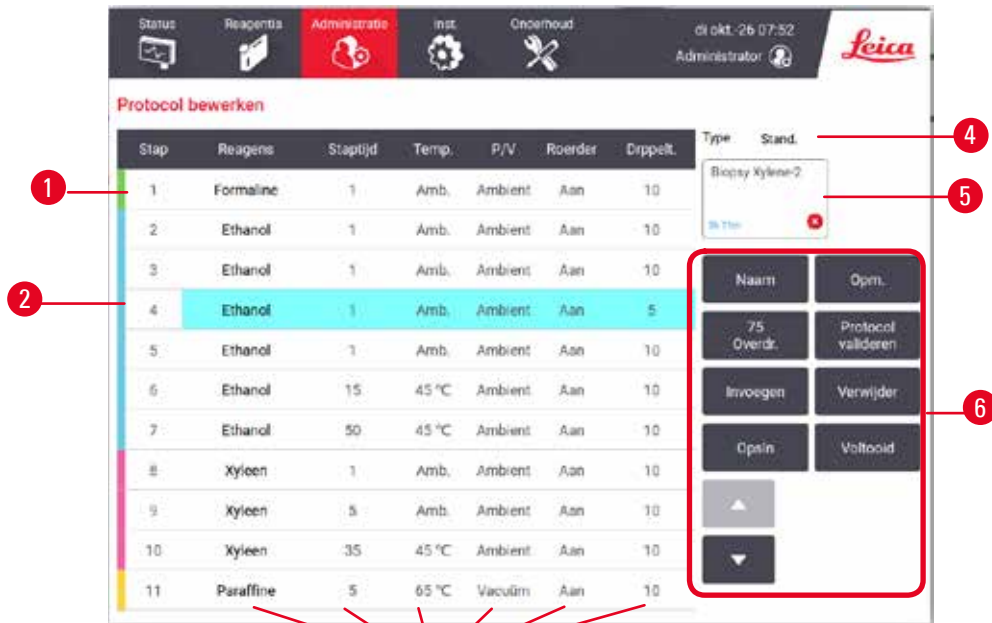 Status Reagentia Administratie Inst. Onderhoud di okt.-26 07:52
Administrator Leica
Protocol bewerken
Stap Reagens Staptijd Temp. P/V Roerder Drppelt.
1 Formaline 1 Amb. Ambient Aan 10
2 Ethanol 1 Amb. Ambient Aan 10
3 Ethanol 1 Amb. Ambient Aan 10
4 Ethanol 1 Amb. Ambient Aan 5
5 Ethanol 1 Amb. Ambient Aan 10
6 Ethanol 15 45 °C Ambient Aan 10
7 Ethanol 50 45 °C Ambient Aan 10
8 Xyleen 1 Amb. Ambient Aan 10
9 Xyleen 5 Amb. Ambient Aan 10
10 Xyleen 35 45 °C Ambient Aan 10
11 Paraffine 5 65 °C Vacuüm Aan 10
Type Stand.
Biopsy Xylene-2
Naam Opm.
75 Overdr.
Protocol valideren
Invoegen Verwijder
Opsln Voltooid
1
2
4
5
6